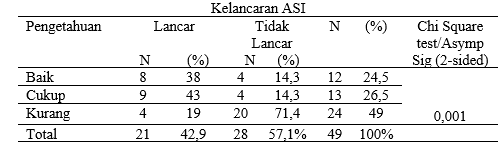 Kelancaran ASI
Pengetahuan Lancar Tidak N (%) Chi Square
Lancar test/Asymp
N (%) N (%) Sig (2-sided)
Baik 8 38 4 14,3 12 24,5
Cukup 9 43 4 14,3 13 26,5
Kurang 4 19 20 71,4 24 49 0,001
Total 21 42,9 28 57,1% 49 100%